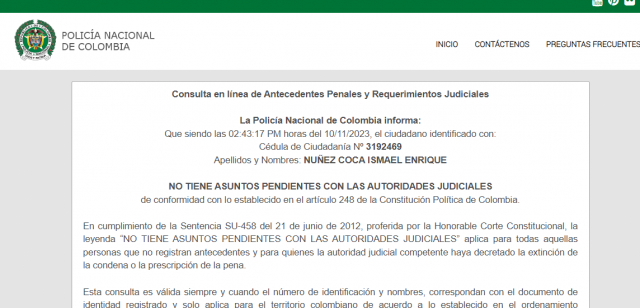 POLICÍA NACIONAL
DE COLOMBIA
INICIO CONTÁCTENOS PREGUNTAS FRECUENTES
Consulta en línea de Antecedentes Penales y Requerimientos Judiciales
La Policía Nacional de Colombia informa:
Que siendo las 02:43:17 PM horas del 10/11/2023, el ciudadano identificado con:
Cédula de Ciudadanía Nº 3192469
Apellidos y Nombres: NUÑEZ COCA ISMAEL ENRIQUE
NO TIENE ASUNTOS PENDIENTES CON LAS AUTORIDADES JUDICIALES
de conformidad con lo establecido en el artículo 248 de la Constitución Política de Colombia.
En cumplimiento de la Sentencia SU-458 del 21 de junio de 2012, proferida por la Honorable Corte Constitucional, la
leyenda "NO TIENE ASUNTOS PENDIENTES CON LAS AUTORIDADES JUDICIALES" aplica para todas aquellas
personas que no registran antecedentes y para quienes la autoridad judicial competente haya decretado la extinción de
la condena o la prescripción de la pena.
Esta consulta es válida siempre y cuando el número de identificación y nombres, correspondan con el documento de
identidad registrado y solo aplica para el territorio colombiano de acuerdo a lo establecido en el ordenamiento